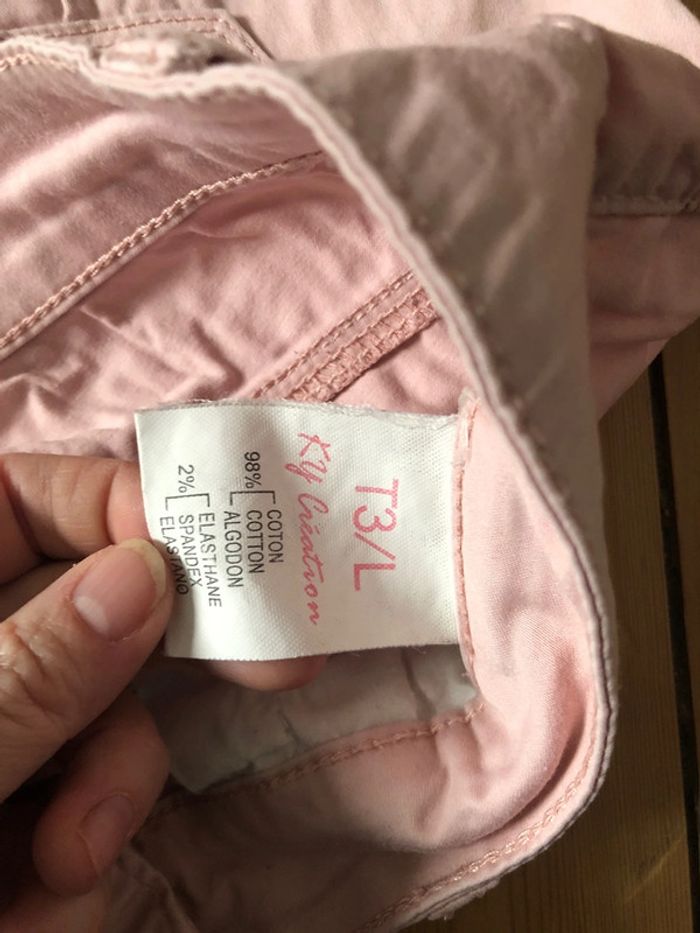 T3/L
KY Création
98%
COTON
COTTON
ALGODON
2%
ELASTHANE
SPANDEX
ELASTANO